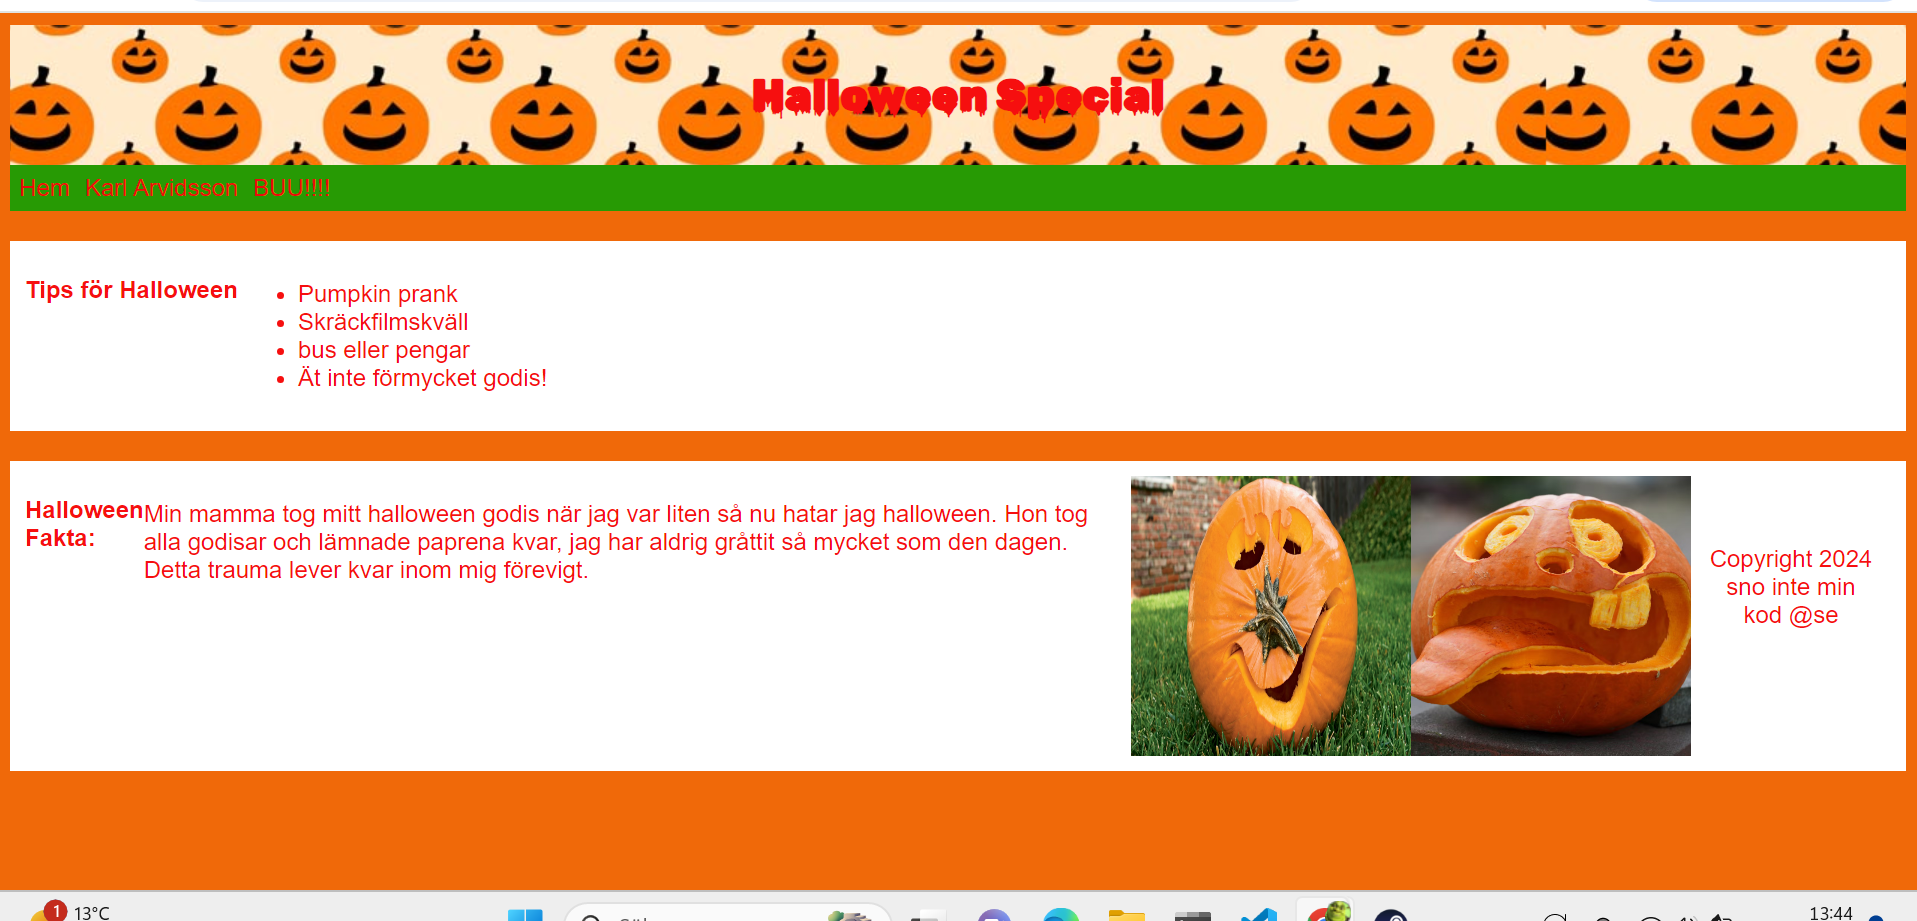 Halloween Special
Hem Karl Arvidsson BUU!!!!
Tips för Halloween
Pumpkin prank
Skräckfilmskväll
bus eller pengar
Ät inte förmycket godis!
Halloween
Fakta:
Min mamma tog mitt halloween godis när jag var liten så nu hatar jag halloween. Hon tog
alla godisar och lämnade paprena kvar, jag har aldrig gråttit så mycket som den dagen.
Detta trauma lever kvar inom mig förevigt.
Copyright 2024
sno inte min
kod @se
1
13°C
13:44